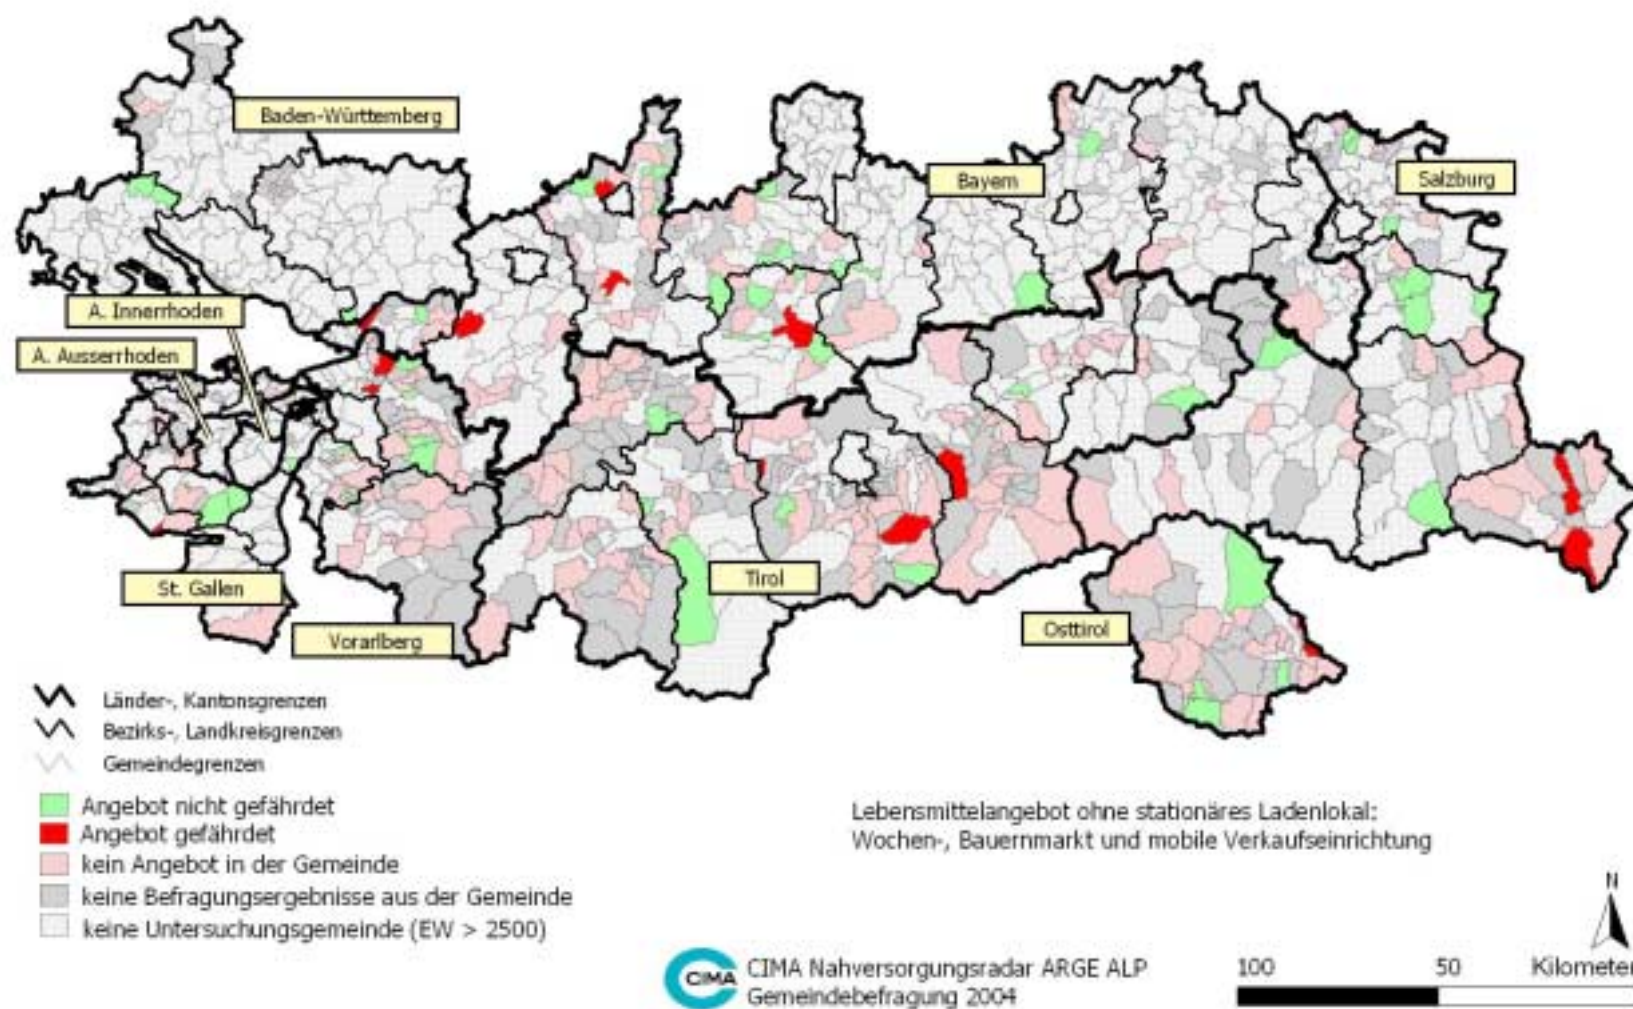 Baden-Württemberg
Bayern
Salzburg
A. Innerrhoden
A. Ausserrhoden
St. Gallen
Vorarlberg
Tirol
Osttirol
Länder-, Kantonsgrenzen
Bezirks-, Landkreisgrenzen
Gemeindegrenzen
Angebot nicht gefährdet
Angebot gefährdet
kein Angebot in der Gemeinde
keine Befragungsergebnisse aus der Gemeinde
keine Untersuchungsgemeinde (EW > 2500)
Lebensmittelangebot ohne stationäres Ladenlokal:
Wochen-, Bauernmarkt und mobile Verkaufseinrichtung
N
CIMA
CIMA Nahversorgungsradar ARGE ALP
Gemeindebefragung 2004
100 50 Kilometer